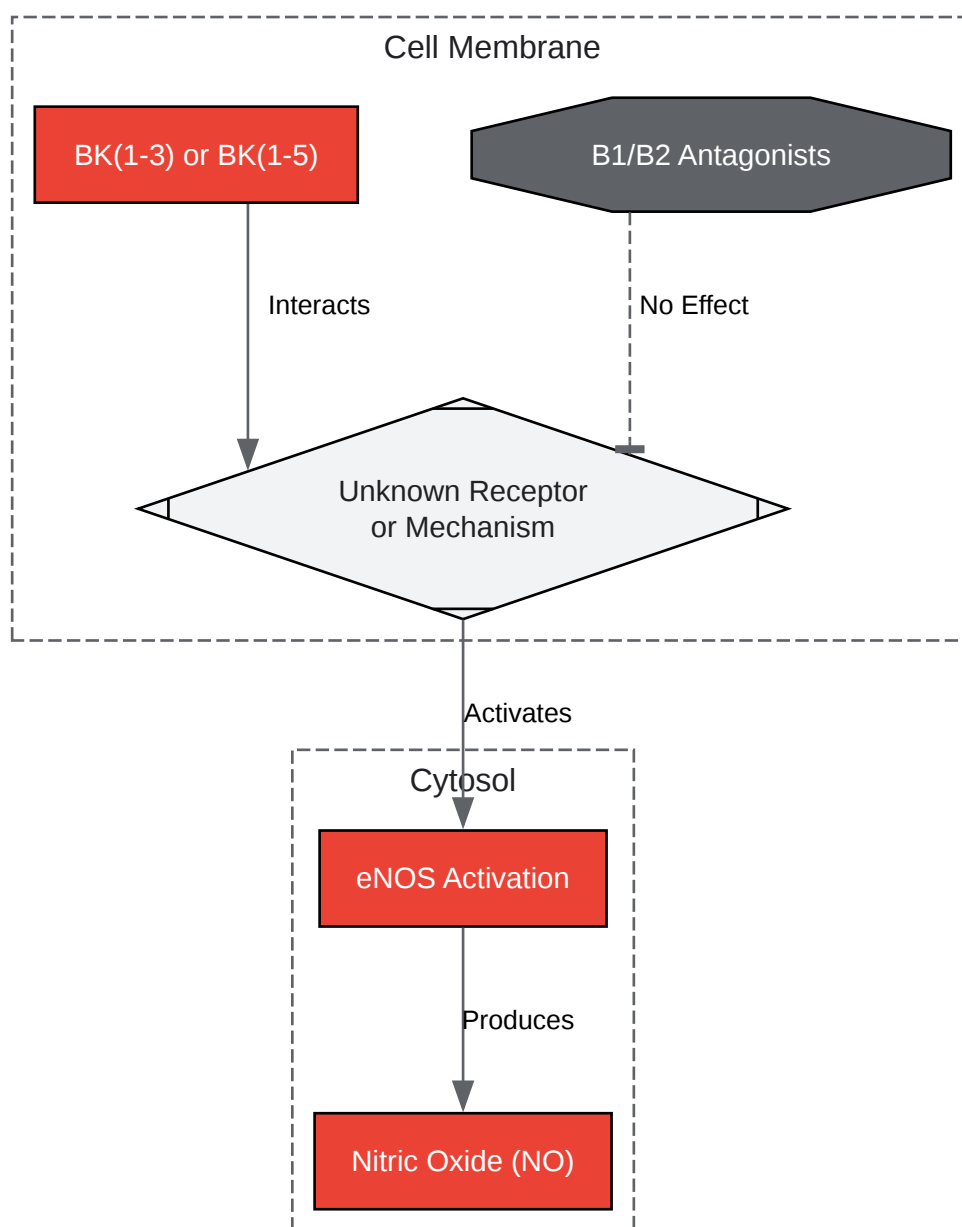 Cell Membrane
BK(1-3) or BK(1-5)
B1/B2 Antagonists
Interacts
No Effect
Unknown Receptor
or Mechanism
Activates
Cytosol
eNOS Activation
Produces
Nitric Oxide (NO)